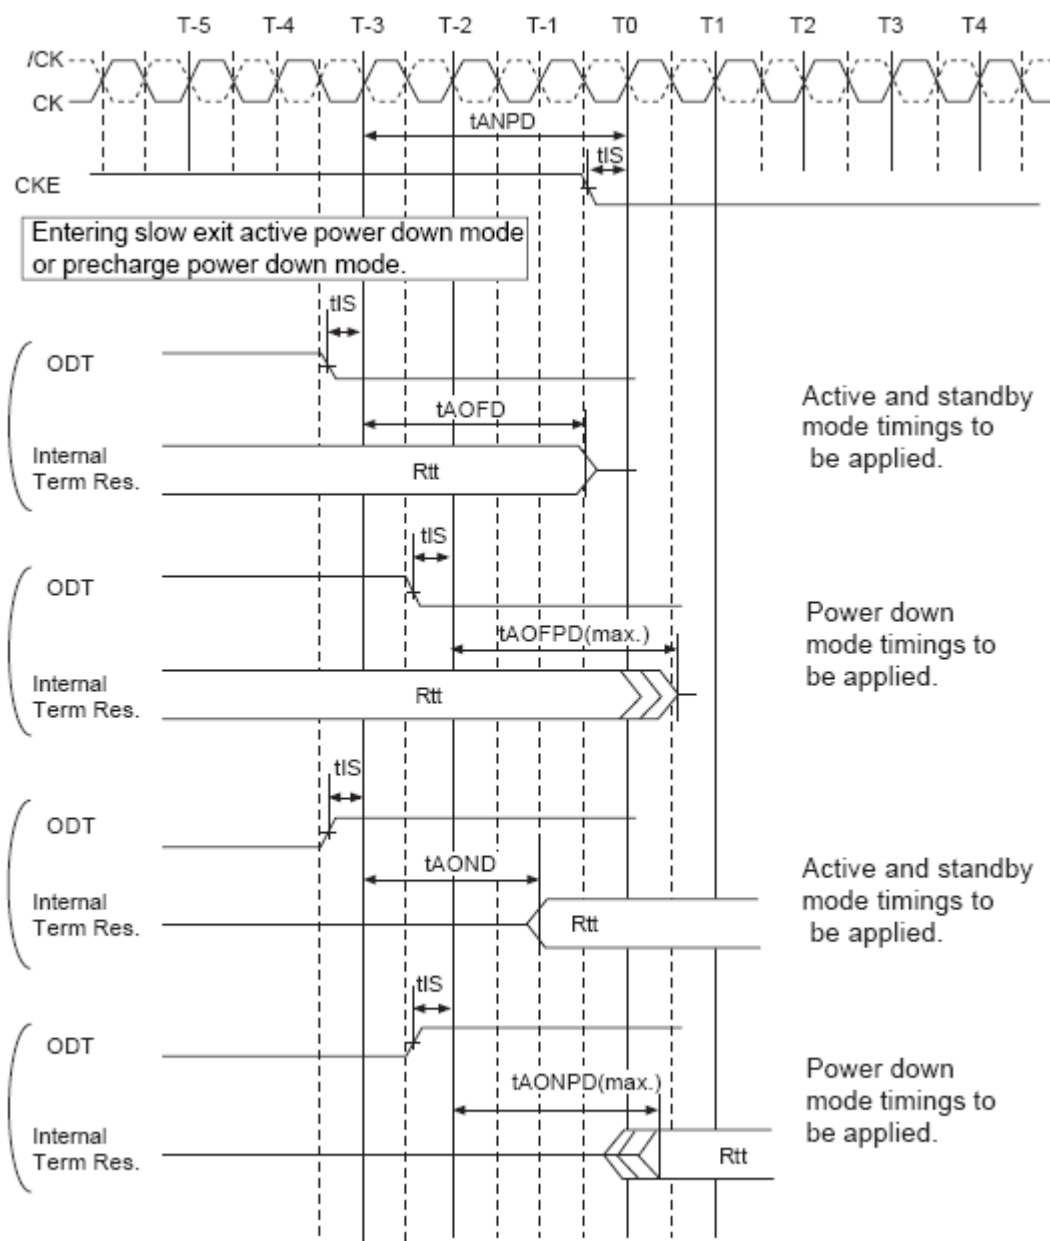 T-5 T-4 T-3 T-2 T-1 T0 T1 T2 T3 T4
/CK
CK
tANPD
tIS
CKE
Entering slow exit active power down mode
or precharge power down mode.
tIS
ODT
tAOFD
Internal
Term Res.
Rtt
Active and standby
mode timings to
be applied.
tIS
ODT
tAOFPD(max.)
Internal
Term Res.
Rtt
Power down
mode timings to
be applied.
tIS
ODT
tAOND
Internal
Term Res.
Rtt
Active and standby
mode timings to
be applied.
tIS
ODT
tAONPD(max.)
Internal
Term Res.
Rtt
Power down
mode timings to
be applied.